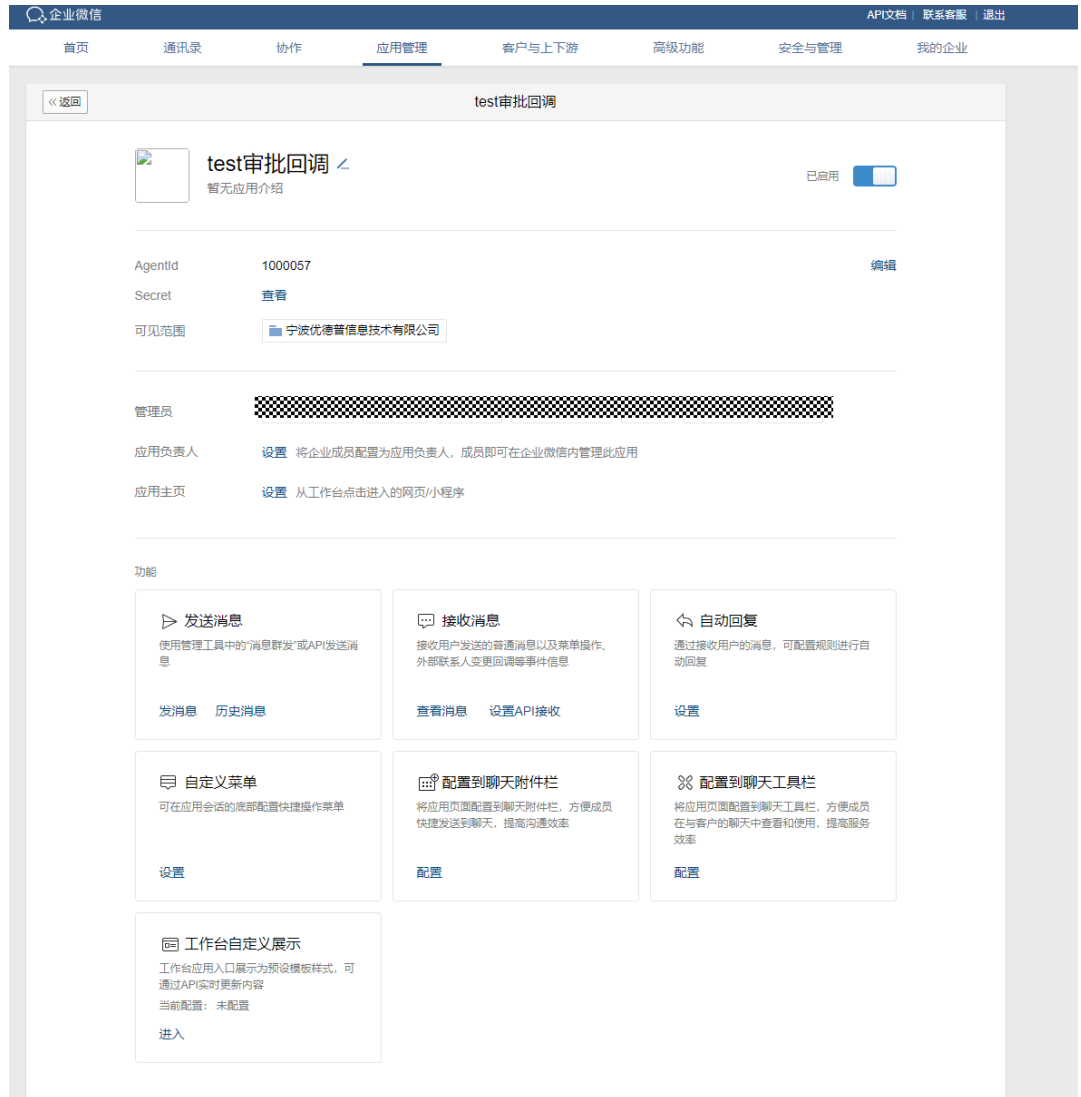 企业微信
API文档 | 联系客服 | 退出
首页 通讯录 协作 应用管理 客户与上下游 高级功能 安全与管理 我的企业
«返回
test审批回调
test审批回调
暂无应用介绍
已启用
AgentId 1000057 编辑
Secret 查看
可见范围 宁波优德普信息技术有限公司
管理员
应用负责人 设置 将企业成员配置为应用负责人，成员即可在企业微信内管理此应用
应用主页 设置 从工作台点击进入的网页/小程序
功能
发送消息
使用管理工具中的“消息群发”或API发送消
息
发消息 历史消息
接收消息
接收用户发送的普通消息以及菜单操作、
外部联系人变更回调等事件信息
查看消息 设置API接收
自动回复
通过接收用户的消息，可配置规则进行自
动回复
设置
自定义菜单
可在应用会话的底部配置快捷操作菜单
设置
配置到聊天附件栏
将应用页面配置到聊天附件栏，方便成员
快捷发送到聊天，提高沟通效率
配置
配置到聊天工具栏
将应用页面配置到聊天工具栏，方便成员
在与客户的聊天中查看和使用，提高服务
效率
配置
工作台自定义展示
工作台应用入口展示为预设模板样式，可
通过API实时更新内容
当前配置： 未配置
进入